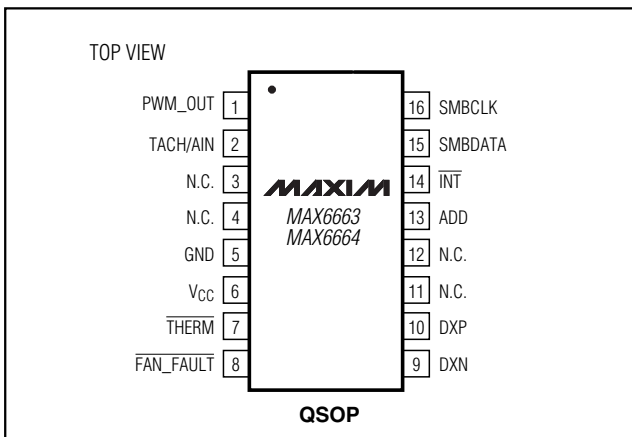 TOP VIEW
PWM_OUT 1
TACH/AIN 2
N.C. 3
N.C. 4
GND 5
VCC 6
THERM 7
FAN_FAULT 8
MAXIM
MAX6663
MAX6664
16 SMBCLK
15 SMBDATA
14 INT
13 ADD
12 N.C.
11 N.C.
10 DXP
9 DXN
QSOP